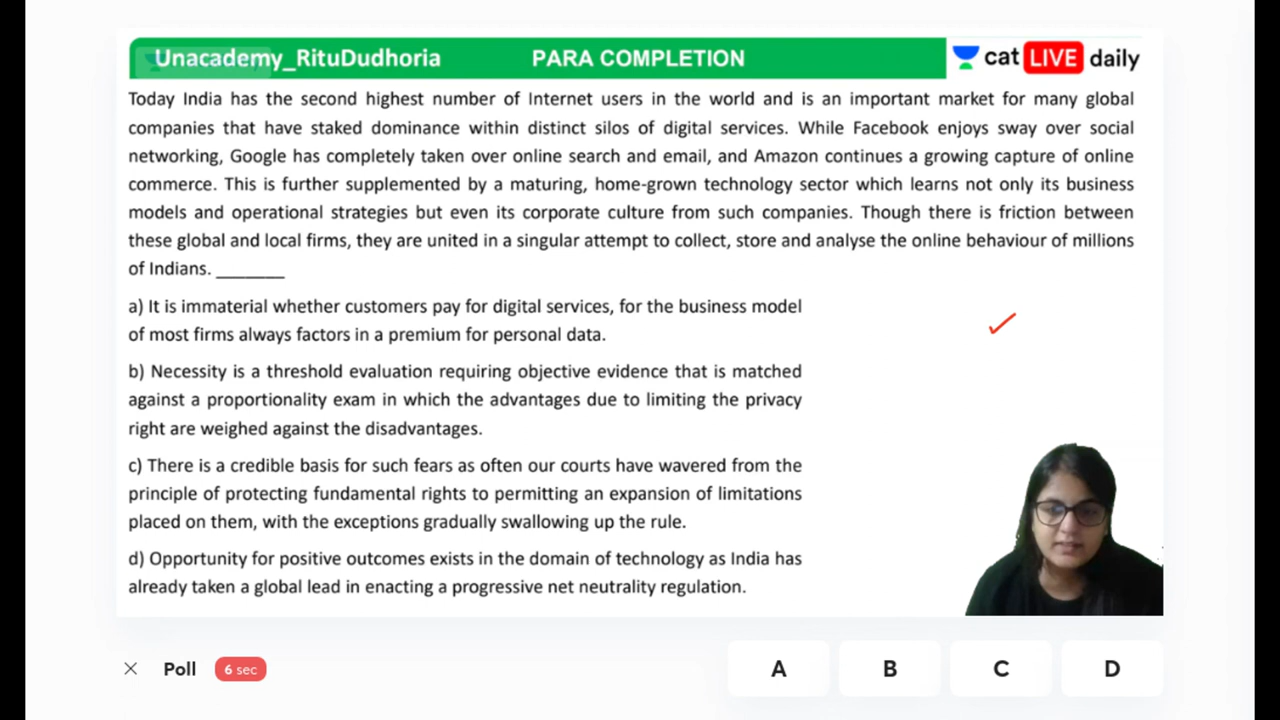 Unacademy_RituDudhoria PARA COMPLETION cat LIVE daily
Today India has the second highest number of Internet users in the world and is an important market for many global
companies that have staked dominance within distinct silos of digital services. While Facebook enjoys sway over social
networking, Google has completely taken over online search and email, and Amazon continues a growing capture of online
commerce. This is further supplemented by a maturing, home-grown technology sector which learns not only its business
models and operational strategies but even its corporate culture from such companies. Though there is friction between
these global and local firms, they are united in a singular attempt to collect, store and analyse the online behaviour of millions
of Indians. _______
a) It is immaterial whether customers pay for digital services, for the business model
of most firms always factors in a premium for personal data.
b) Necessity is a threshold evaluation requiring objective evidence that is matched
against a proportionality exam in which the advantages due to limiting the privacy
right are weighed against the disadvantages.
c) There is a credible basis for such fears as often our courts have wavered from the
principle of protecting fundamental rights to permitting an expansion of limitations
placed on them, with the exceptions gradually swallowing up the rule.
d) Opportunity for positive outcomes exists in the domain of technology as India has
already taken a global lead in enacting a progressive net neutrality regulation.
Poll 6 sec A B C D